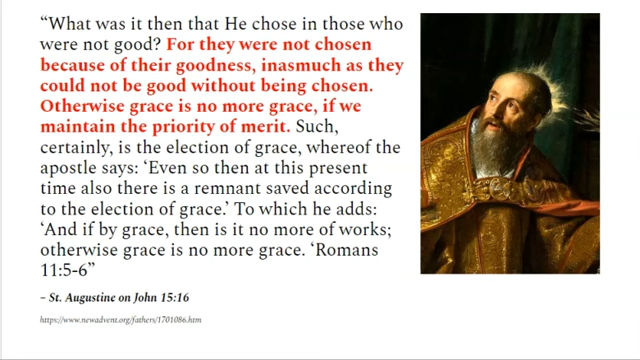 “What was it then that He chose in those who
were not good? For they were not chosen
because of their goodness, inasmuch as they
could not be good without being chosen.
Otherwise grace is no more grace, if we
maintain the priority of merit. Such,
certainly, is the election of grace, whereof the
apostle says: ‘Even so then at this present
time also there is a remnant saved according
to the election of grace.’ To which he adds:
‘And if by grace, then is it no more of works;
otherwise grace is no more grace. ‘Romans
11:5-6”
– St. Augustine on John 15:16
https://www.newadvent.org/fathers/1701086.htm